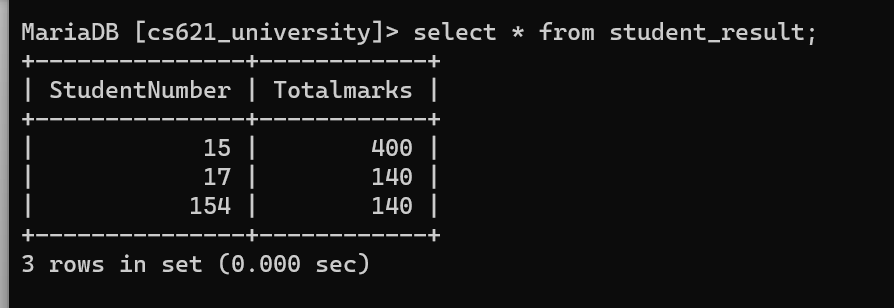 MariaDB [cs621_university]> select * from student_result;
+---------------+------------+
| StudentNumber | Totalmarks |
+---------------+------------+
|            15 |        400 |
|            17 |        140 |
|           154 |        140 |
+---------------+------------+
3 rows in set (0.000 sec)